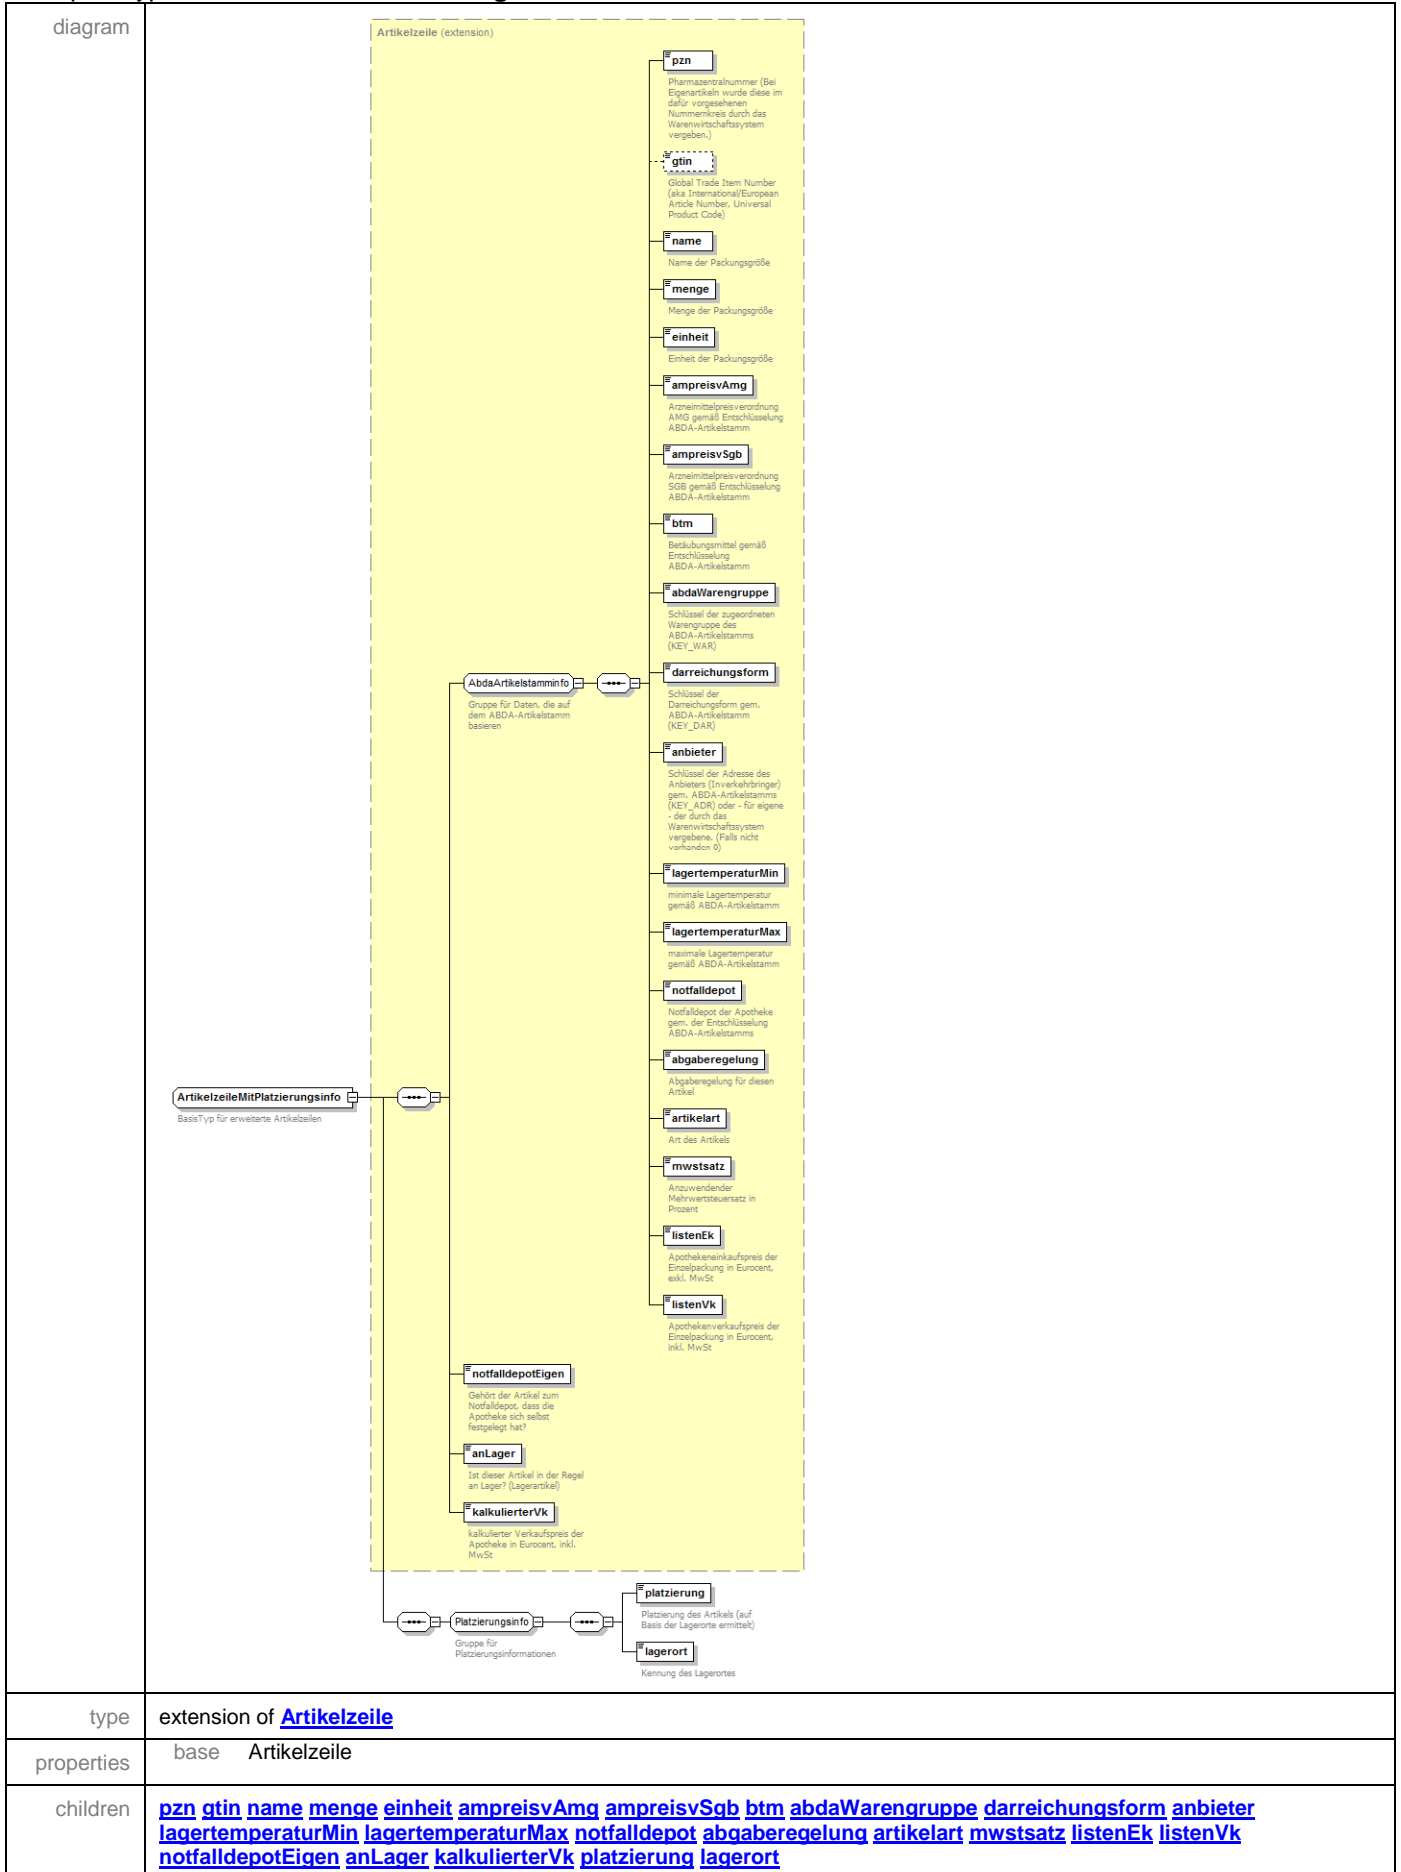 diagram
Artikelzeile (extension)
pzn
Pharmazentralnummer (Bei
Eigenartikeln wurde diese im
dafür vorgesehenen
Nummernkreis durch das
Warenwirtschaftssystem
vergeben.)
gtin
Global Trade Item Number
(aka International/European
Article Number, Universal
Product Code)
name
Name der Packungsgröße
menge
Menge der Packungsgröße
einheit
Einheit der Packungsgröße
ampreisvAmg
Arzneimittelpreisverordnung
AMG gemäß Entschlüsselung
ABDA-Artikelstamm
ampreisvSgb
Arzneimittelpreisverordnung
SGB gemäß Entschlüsselung
ABDA-Artikelstamm
btm
Betäubungsmittel gemäß
Entschlüsselung
ABDA-Artikelstamm
abdaWarengruppe
Schlüssel der zugeordneten
Warengruppe des
ABDA-Artikelstamms
(KEY_WAR)
AbdaArtikelstamminfo
Gruppe für Daten, die auf
dem ABDA-Artikelstamm
basieren
darreichungsform
Schlüssel der
Darreichungsform gem.
ABDA-Artikelstamm
(KEY_DAR)
anbieter
Schlüssel der Adresse des
Anbieters (Inverkehrbringer)
gem. ABDA-Artikelstamms
(KEY_ADR) oder - für eigene
- der durch das
Warenwirtschaftssystem
vergebene. (Falls nicht
vorhanden 0)
lagertemperaturMin
minimale Lagertemperatur
gemäß ABDA-Artikelstamm
lagertemperaturMax
maximale Lagertemperatur
gemäß ABDA-Artikelstamm
notfalldepot
Notfalldepot der Apotheke
gem. der Entschlüsselung
ABDA-Artikelstamms
abgaberegelung
Abgaberegelung für diesen
Artikel
ArtikelzeileMitPlatzierungsinfo
BasisTyp für erweiterte Artikelzeilen
artikelart
Art des Artikels
mwstsatz
Anzuwendender
Mehrwertsteuersatz in
Prozent
listenEk
Apothekeneinkaufspreis der
Einzelpackung in Eurocent,
exkl. MwSt
listenVk
Apothekenverkaufspreis der
Einzelpackung in Eurocent,
inkl. MwSt
notfalldepotEigen
Gehört der Artikel zum
Notfalldepot, dass die
Apotheke sich selbst
festgelegt hat?
anLager
Ist dieser Artikel in der Regel
an Lager? (Lagerartikel)
kalkulierterVk
kalkulierter Verkaufspreis der
Apotheke in Eurocent, inkl.
MwSt
Platzierungsinfo
Gruppe für
Platzierungsinformationen
platzierung
Platzierung des Artikels (auf
Basis der Lagerorte ermittelt)
lagerort
Kennung des Lagerortes
type extension of Artikelzeile
properties base Artikelzeile
children pzn gtin name menge einheit ampreisvAmg ampreisvSgb btm abdaWarengruppe darreichungsform anbieter
lagertemperaturMin lagertemperaturMax notfalldepot abgaberegelung artikelart mwstsatz listenEk listenVk
notfalldepotEigen anLager kalkulierterVk platzierung lagerort